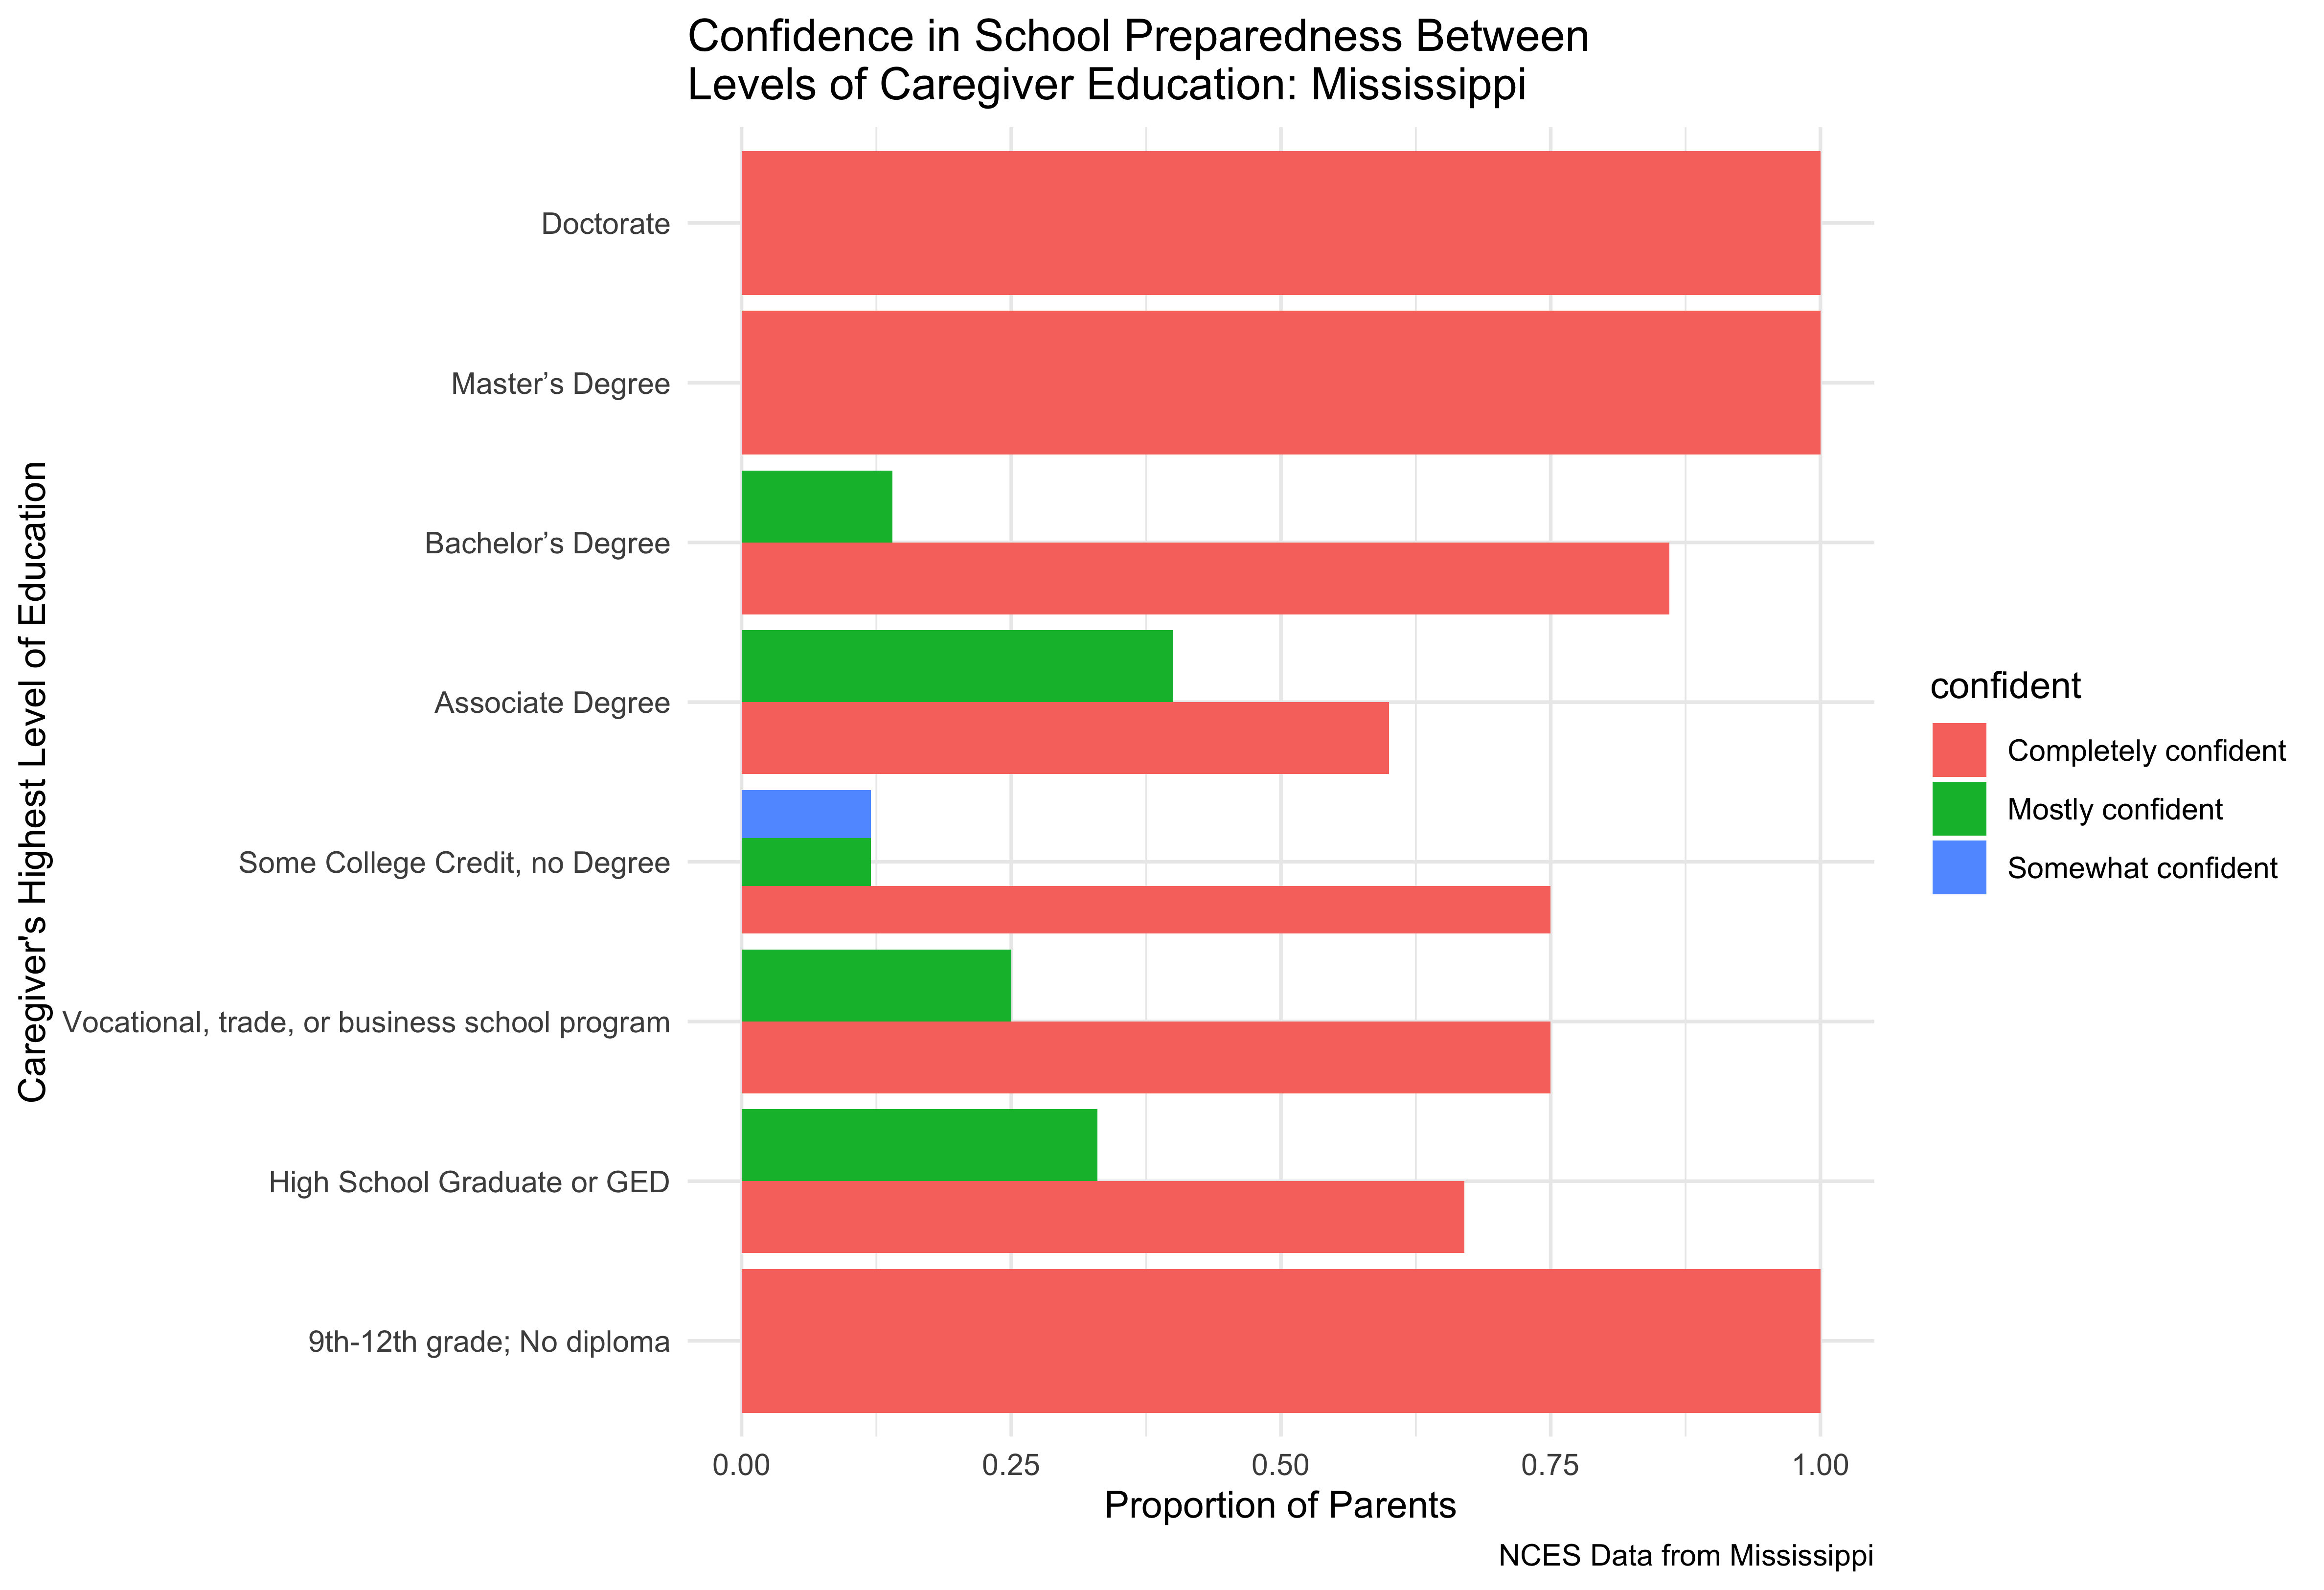 Confidence in School Preparedness Between
Levels of Caregiver Education: Mississippi
Caregiver's Highest Level of Education
Doctorate
Master’s Degree
Bachelor’s Degree
Associate Degree
Some College Credit, no Degree
Vocational, trade, or business school program
High School Graduate or GED
9th-12th grade; No diploma
0.00 0.25 0.50 0.75 1.00
Proportion of Parents
confident
Completely confident
Mostly confident
Somewhat confident
NCES Data from Mississippi